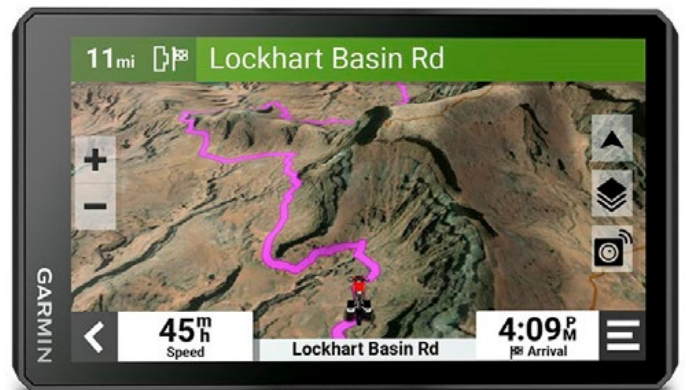 11mi Lockhart Basin Rd
+
−
GARMIN
45mh
Speed
Lockhart Basin Rd
4:09PM
Arrival